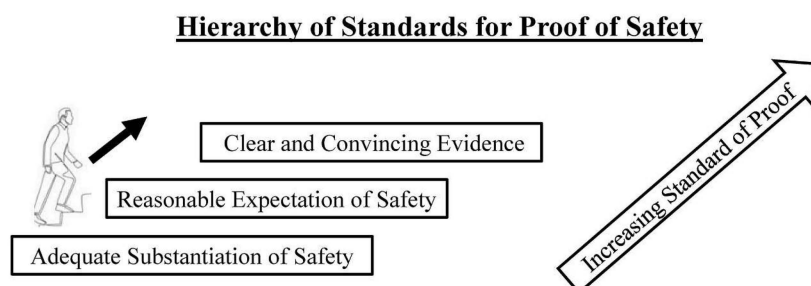 Hierarchy of Standards for Proof of Safety
Clear and Convincing Evidence
Reasonable Expectation of Safety
Adequate Substantiation of Safety
Increasing Standard of Proof